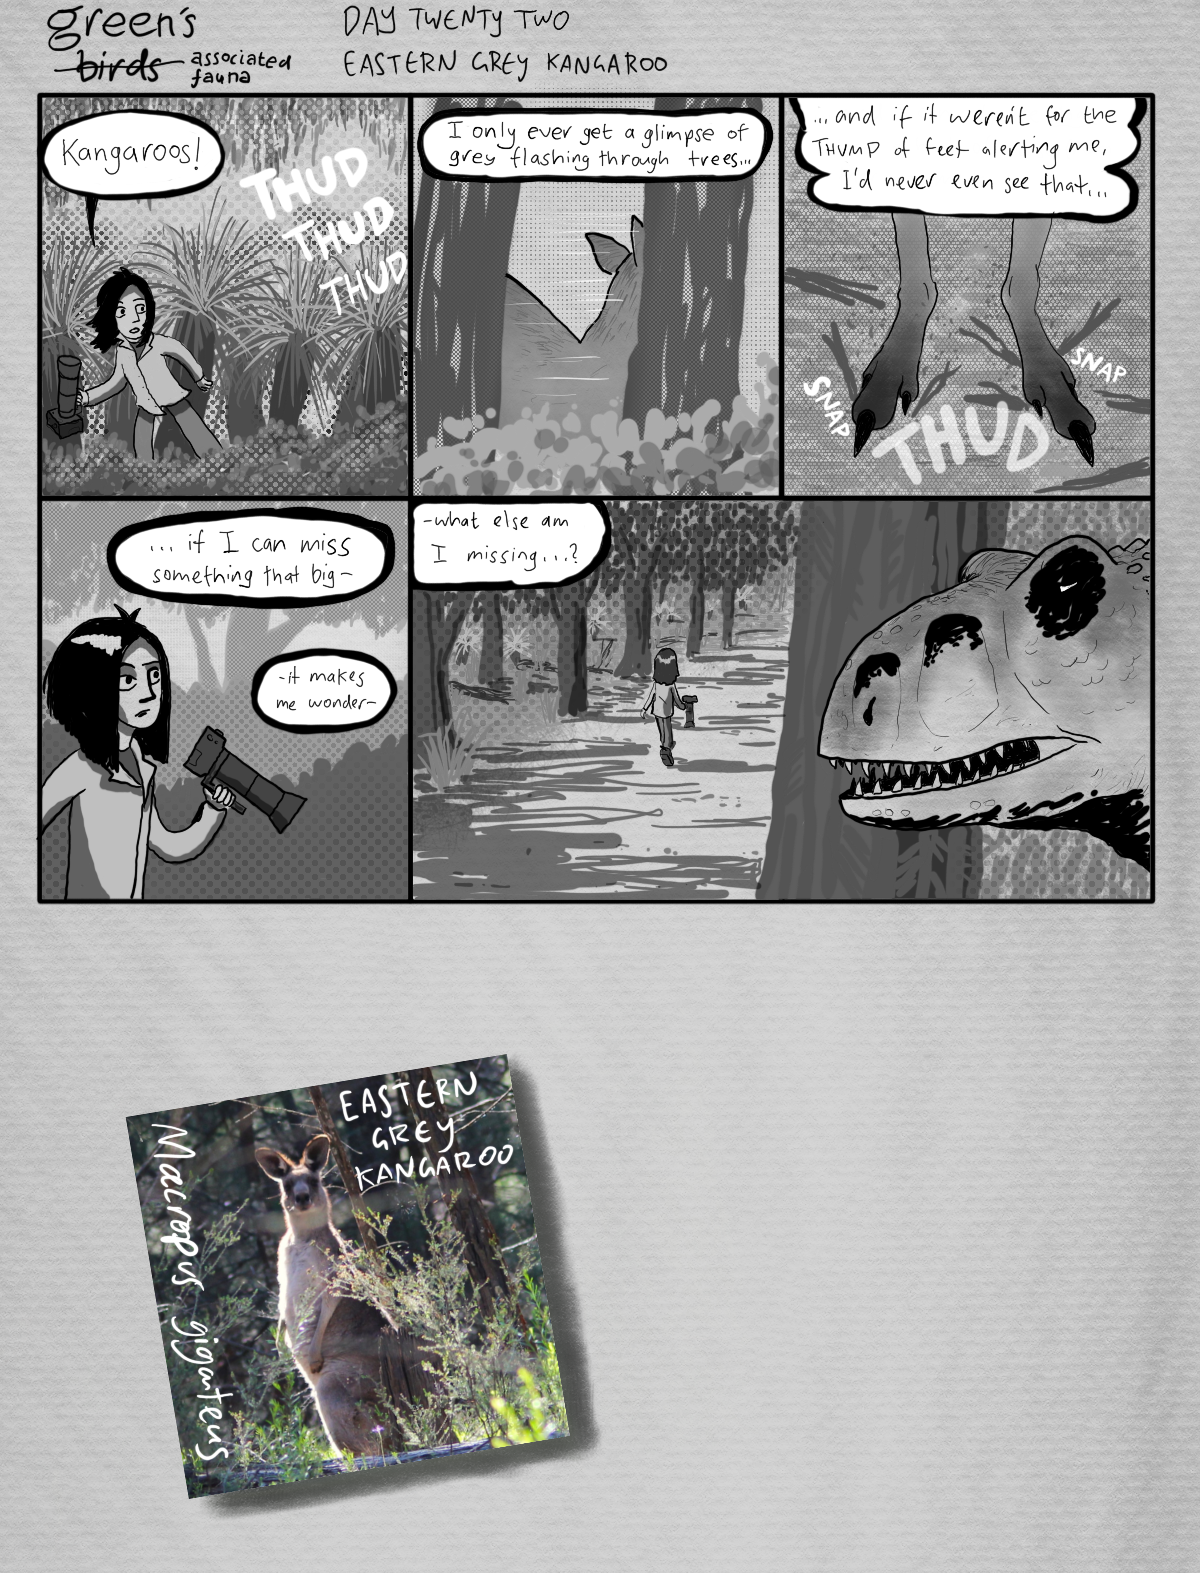 green's
birds associated
fauna
DAY TWENTY TWO
EASTERN GREY KANGAROO
Kangaroos!
THUD
THUD
THUD
I only ever get a glimpse of
grey flashing through trees...
... and if it weren't for the
THUMP of feet alerting me,
I'd never even see that...
SNAP
THUD
SNAP
... if I can miss
something that big-
-it makes
me wonder-
-what else am
I missing...?
EASTERN
GREY
KANGAROO
Macropus giganteus